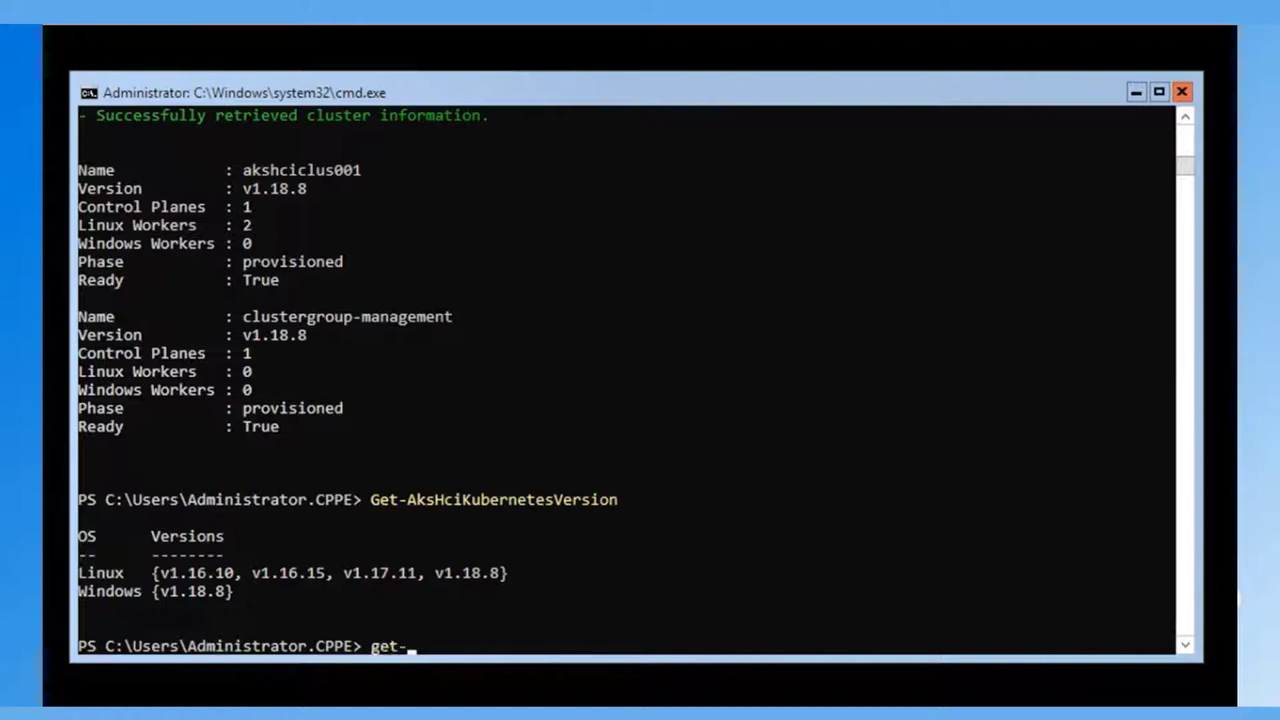 Administrator: C:\Windows\system32\cmd.exe
- Successfully retrieved cluster information.
Name            : akshciclus001
Version         : v1.18.8
Control Planes  : 1
Linux Workers   : 2
Windows Workers : 0
Phase           : provisioned
Ready           : True
Name            : clustergroup-management
Version         : v1.18.8
Control Planes  : 1
Linux Workers   : 0
Windows Workers : 0
Phase           : provisioned
Ready           : True
PS C:\Users\Administrator.CPPE> Get-AksHciKubernetesVersion
OS      Versions
--      --------
Linux   {v1.16.10, v1.16.15, v1.17.11, v1.18.8}
Windows {v1.18.8}
PS C:\Users\Administrator.CPPE> get-_